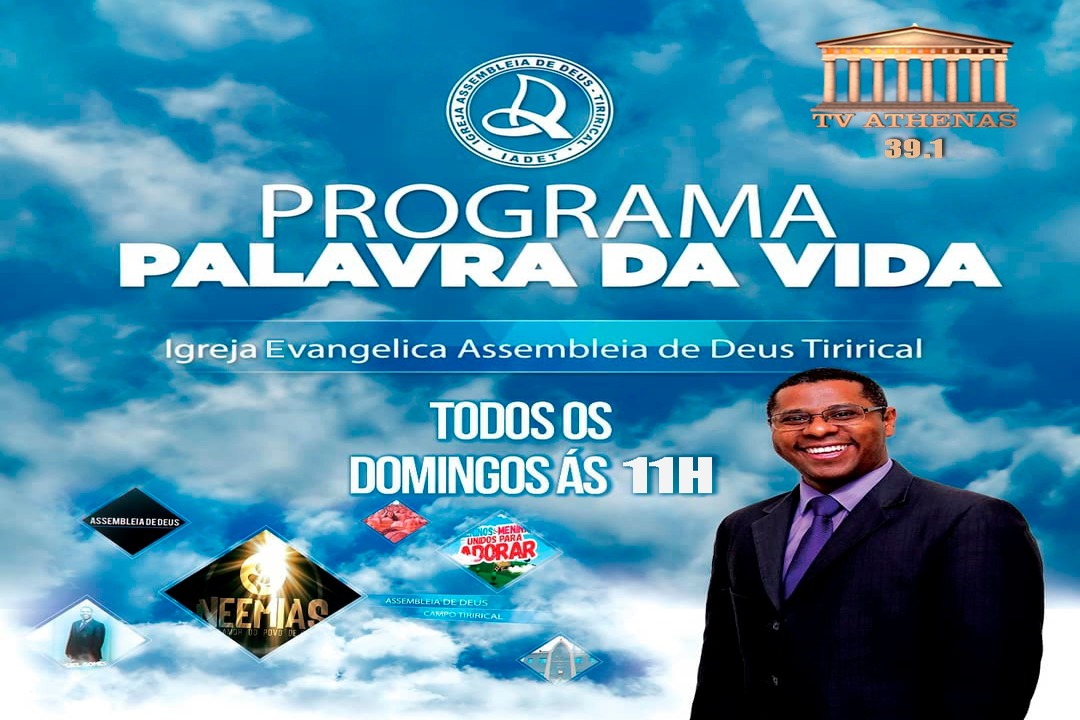 IGREJA ASSEMBLEIA DE DEUS - TIRIRICAL
• IADET •
TV ATHENAS
39.1
PROGRAMA
PALAVRA DA VIDA
Igreja Evangelica Assembleia de Deus Tirirical
TODOS OS
DOMINGOS ÁS 11H
ASSEMBLEIA DE DEUS
NEEMIAS
UNIDOS PARA
ADORAR
ASSEMBLEIA DE DEUS
CAMPO TIRIRICAL